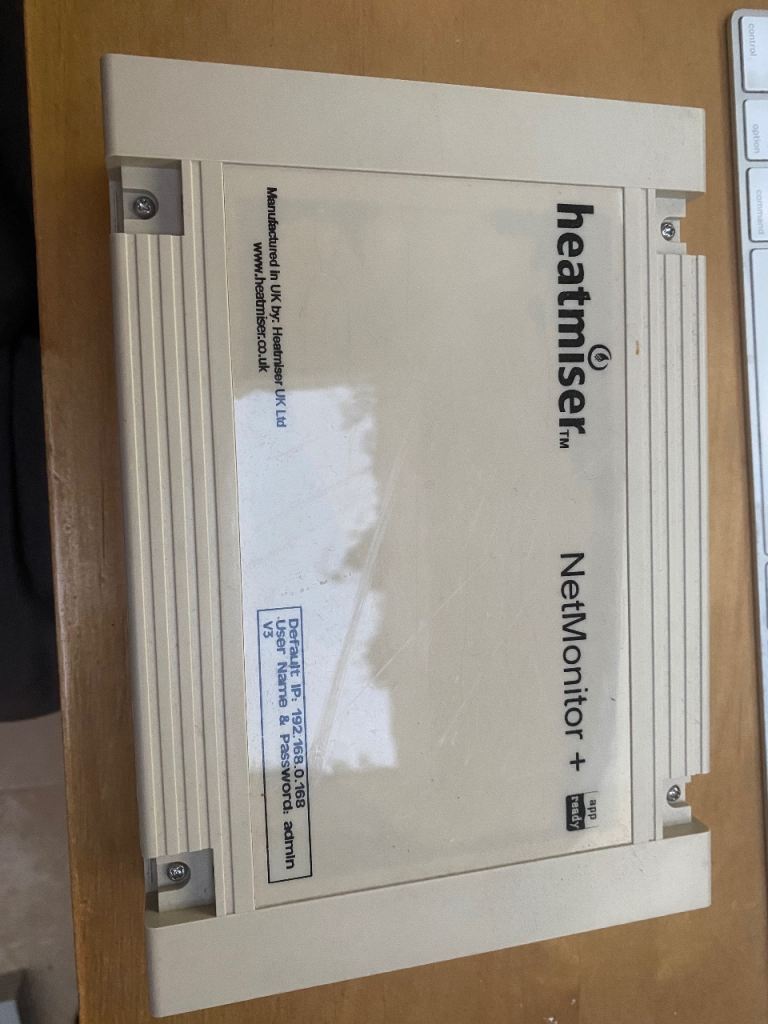 heatmiser™
NetMonitor +
app
ready
Manufactured in UK by: Heatmiser UK Ltd
www.heatmiser.co.uk
Default IP: 192.168.0.168
User Name & Password: admin
V3
control
option
command